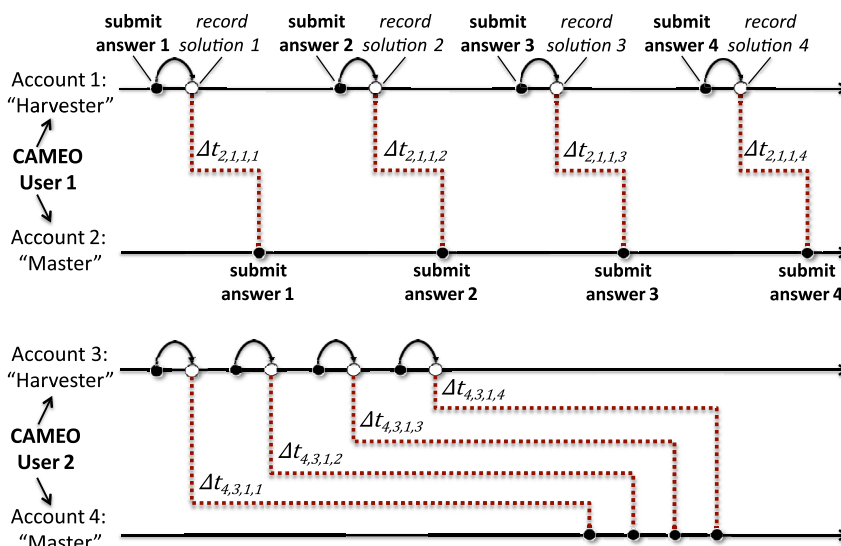 submit record submit record submit record submit record
answer 1 solution 1 answer 2 solution 2 answer 3 solution 3 answer 4 solution 4
Account 1:
"Harvester"
Δt2,1,1,1 Δt2,1,1,2 Δt2,1,1,3 Δt2,1,1,4
CAMEO
User 1
Account 2:
"Master"
submit submit submit submit
answer 1 answer 2 answer 3 answer 4
Account 3:
"Harvester"
Δt4,3,1,4
Δt4,3,1,3
CAMEO
User 2
Δt4,3,1,2
Δt4,3,1,1
Account 4:
"Master"